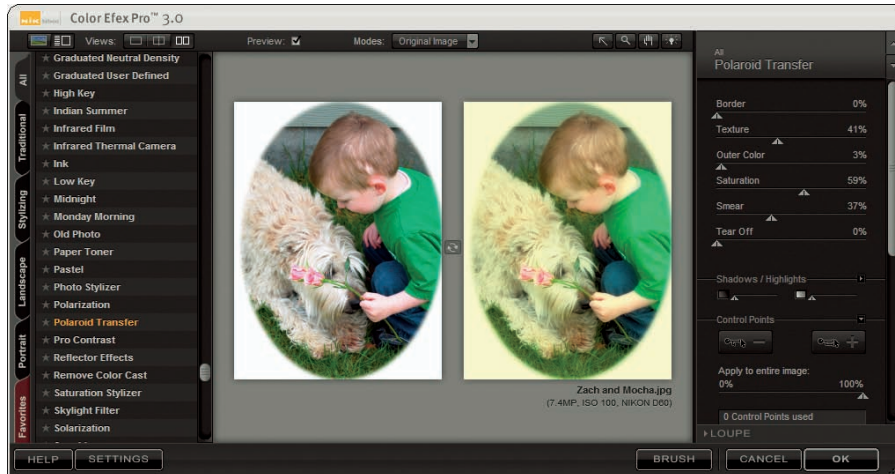 nik Color Efex Pro™ 3.0
Views:
Preview:
Modes: Original Image
All
Traditional
Stylizing
Landscape
Portrait
Favorites
Graduated Neutral Density
Graduated User Defined
High Key
Indian Summer
Infrared Film
Infrared Thermal Camera
Ink
Low Key
Midnight
Monday Morning
Old Photo
Paper Toner
Pastel
Photo Stylizer
Polarization
Polaroid Transfer
Pro Contrast
Reflector Effects
Remove Color Cast
Saturation Stylizer
Skylight Filter
Solarization
Zach and Mocha.jpg
(7.4MP, ISO 100, NIKON D60)
All
Polaroid Transfer
Border 0%
Texture 41%
Outer Color 3%
Saturation 59%
Smear 37%
Tear Off 0%
Shadows / Highlights
Control Points
Apply to entire image:
0% 100%
0 Control Points used
LOUPE
HELP SETTINGS BRUSH CANCEL OK